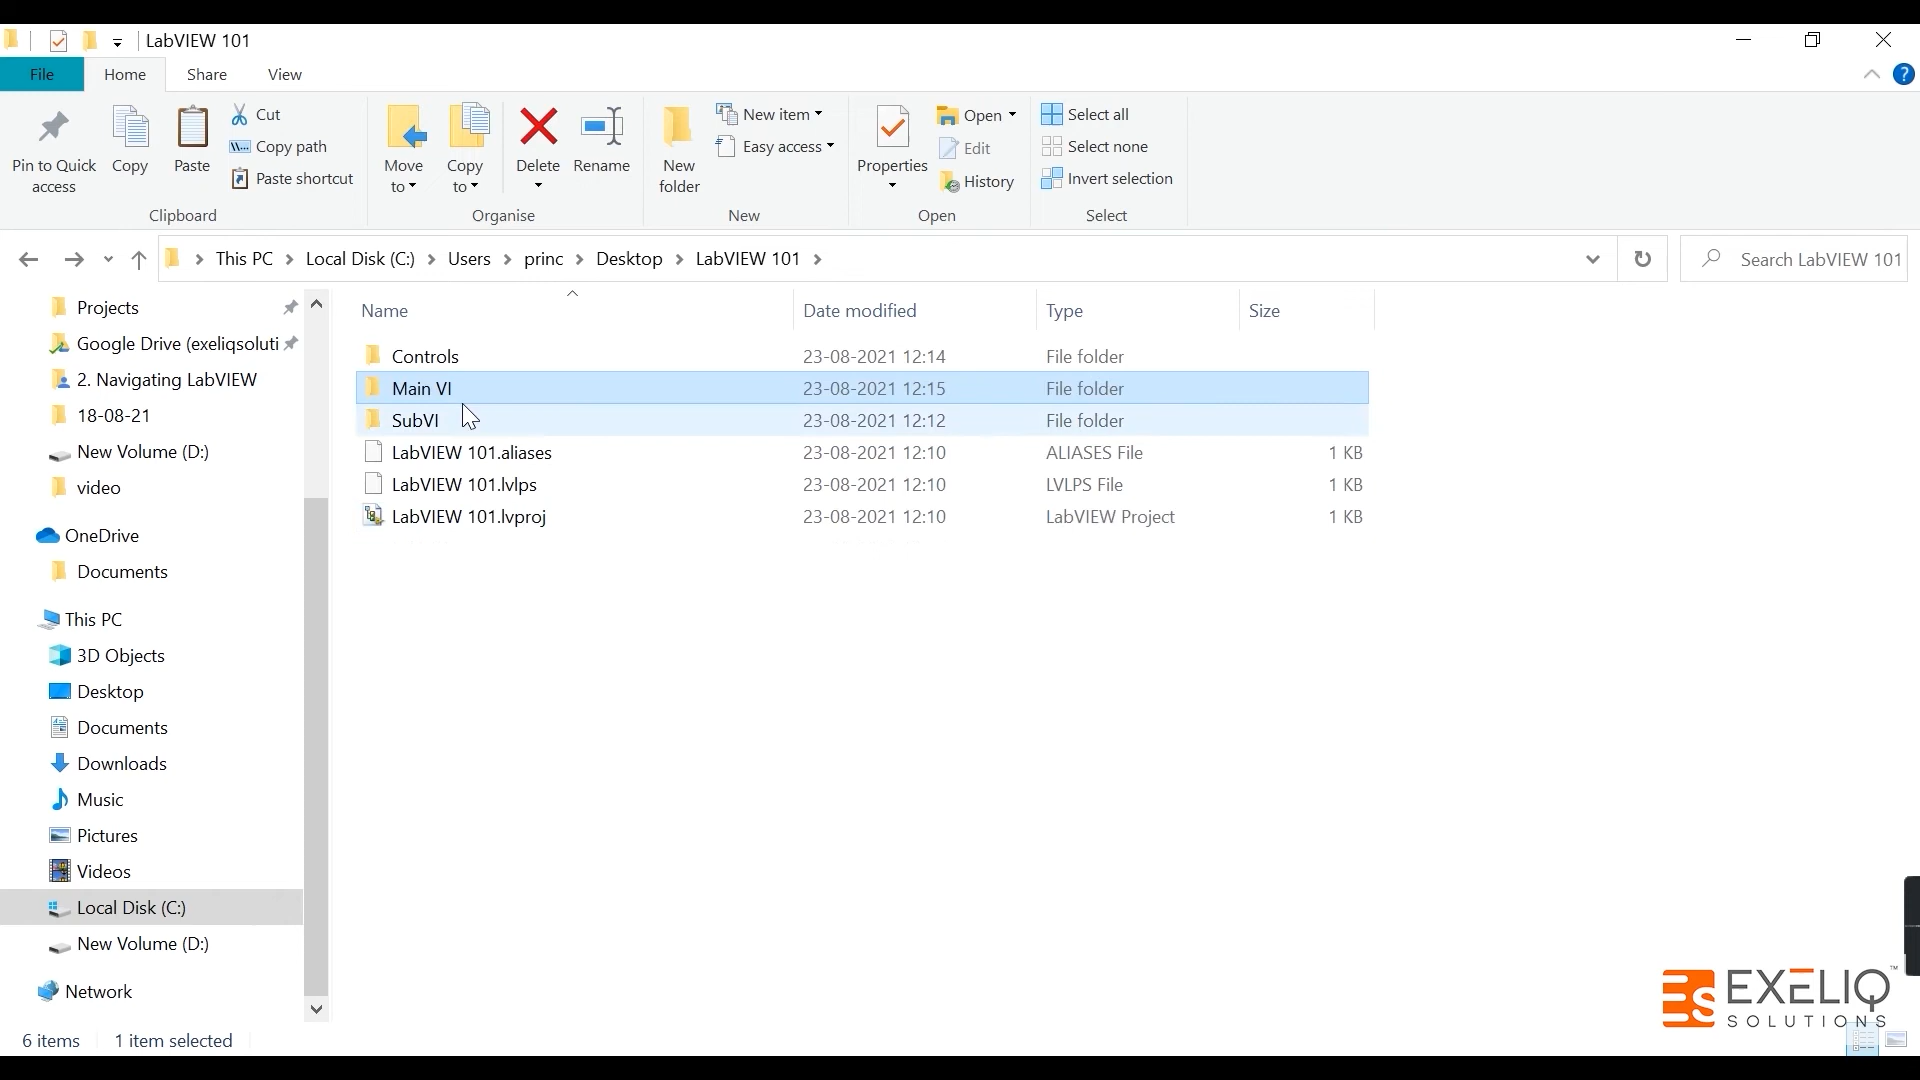 LabVIEW 101
File Home Share View
Pin to Quick access
Copy
Paste
Cut
Copy path
Paste shortcut
Clipboard
Move to
Copy to
Delete
Rename
Organise
New folder
New item
Easy access
New
Properties
Open
Edit
History
Open
Select all
Select none
Invert selection
Select
This PC Local Disk (C:) Users princ Desktop LabVIEW 101
Search LabVIEW 101
Projects
Google Drive (exeliqsoluti
2. Navigating LabVIEW
18-08-21
New Volume (D:)
video
OneDrive
Documents
This PC
3D Objects
Desktop
Documents
Downloads
Music
Pictures
Videos
Local Disk (C:)
New Volume (D:)
Network
Name Date modified Type Size
Controls 23-08-2021 12:14 File folder
Main VI 23-08-2021 12:15 File folder
SubVI 23-08-2021 12:12 File folder
LabVIEW 101.aliases 23-08-2021 12:10 ALIASES File 1 KB
LabVIEW 101.lvlps 23-08-2021 12:10 LVLPS File 1 KB
LabVIEW 101.lvproj 23-08-2021 12:10 LabVIEW Project 1 KB
EXELIQ™
SOLUTIONS
6 items 1 item selected